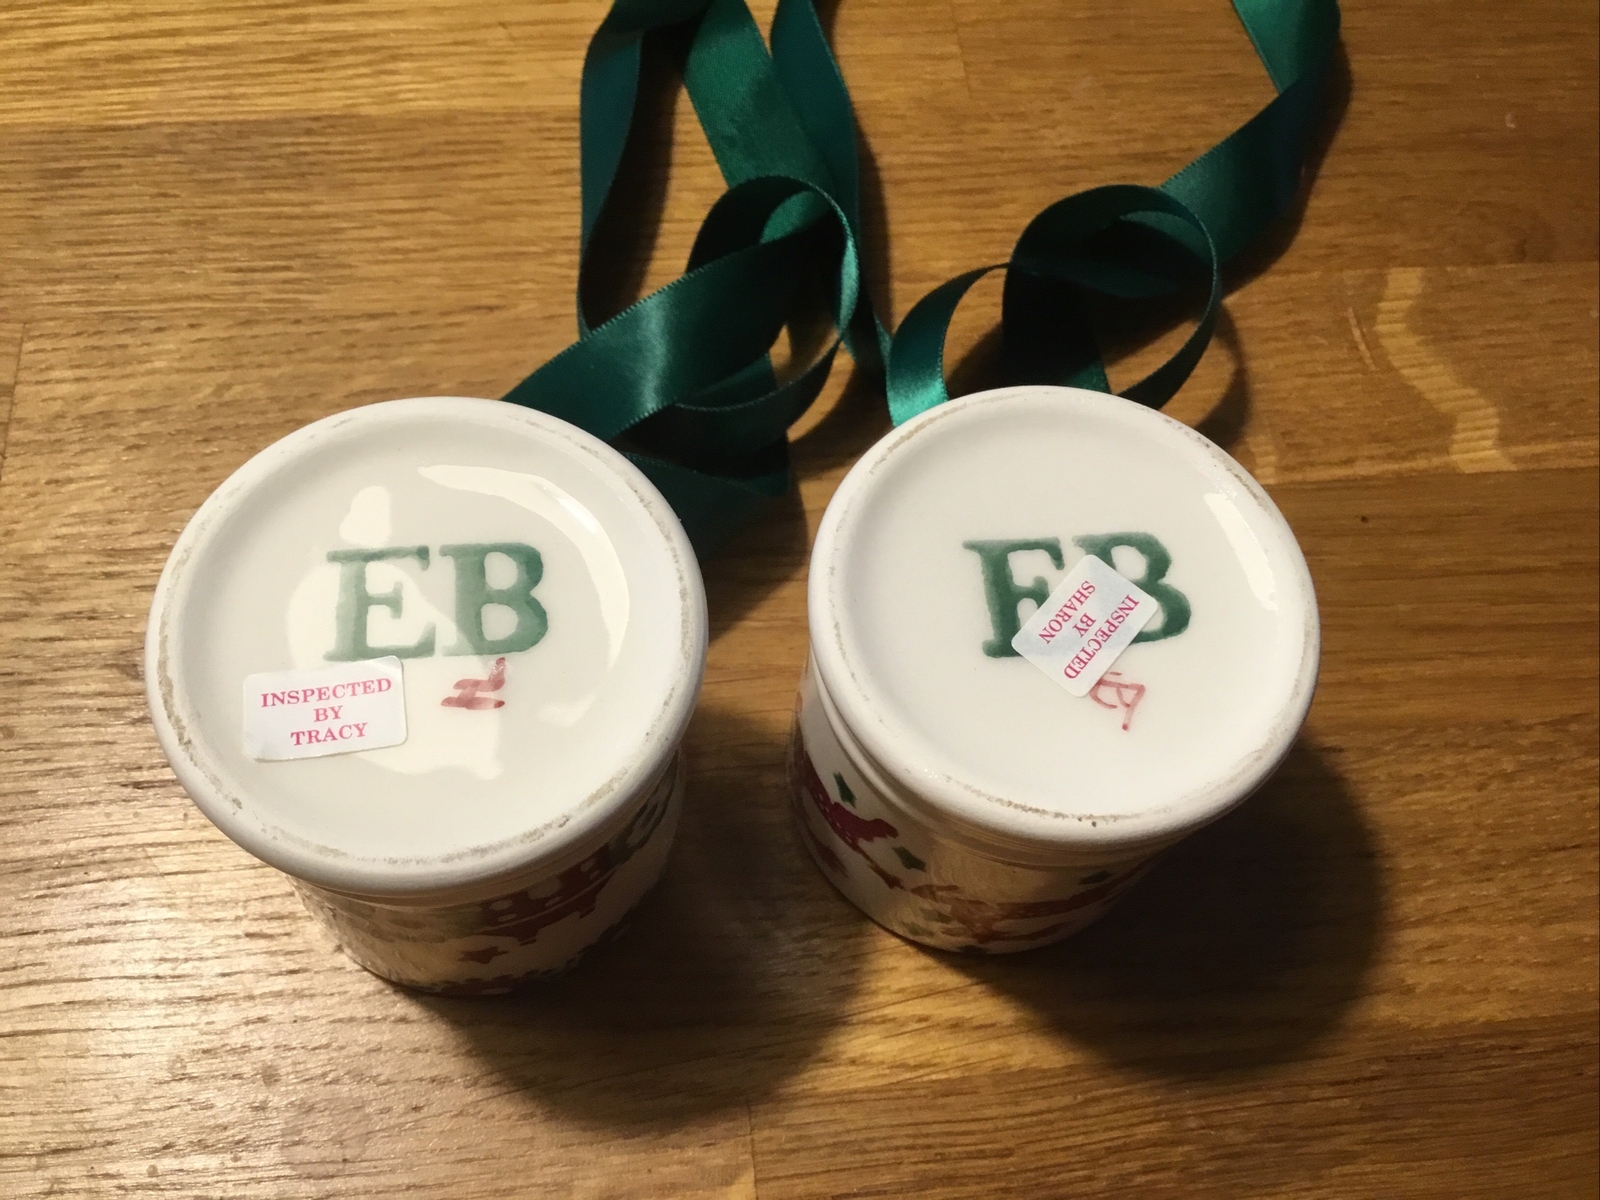 EB
INSPECTED
BY
TRACY
EB
INSPECTED
BY
SHARON